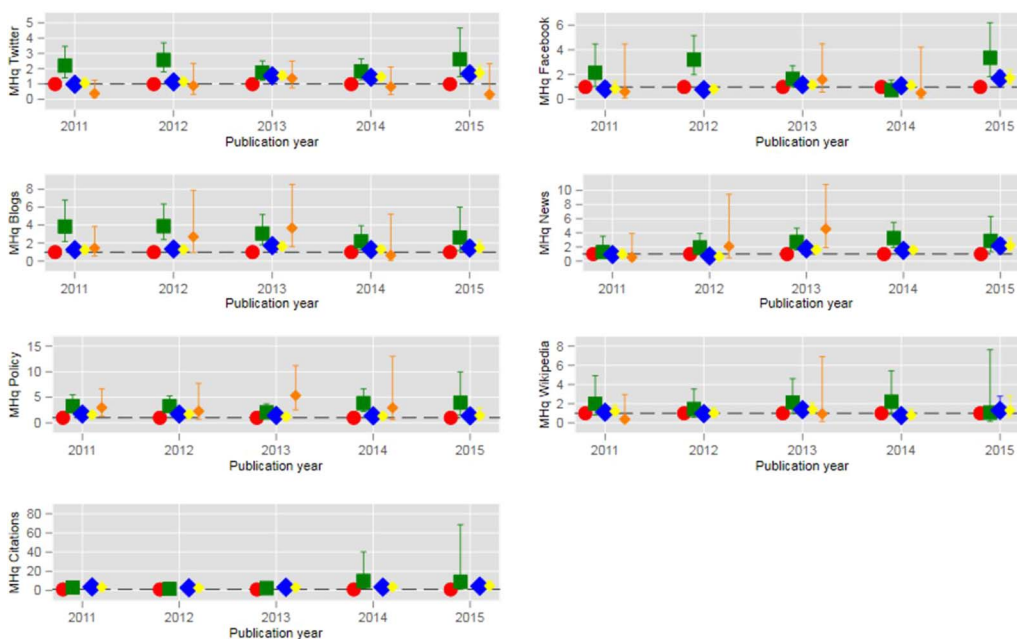 MHq Twitter
5
4
3
2
1
0
2011 2012 2013 2014 2015
Publication year
MHq Facebook
6
4
2
0
2011 2012 2013 2014 2015
Publication year
MHq Blogs
8
6
4
2
0
2011 2012 2013 2014 2015
Publication year
MHq News
10
8
6
4
2
0
2011 2012 2013 2014 2015
Publication year
MHq Policy
15
10
5
0
2011 2012 2013 2014 2015
Publication year
MHq Wikipedia
8
6
4
2
0
2011 2012 2013 2014 2015
Publication year
MHq Citations
80
60
40
20
0
2011 2012 2013 2014 2015
Publication year